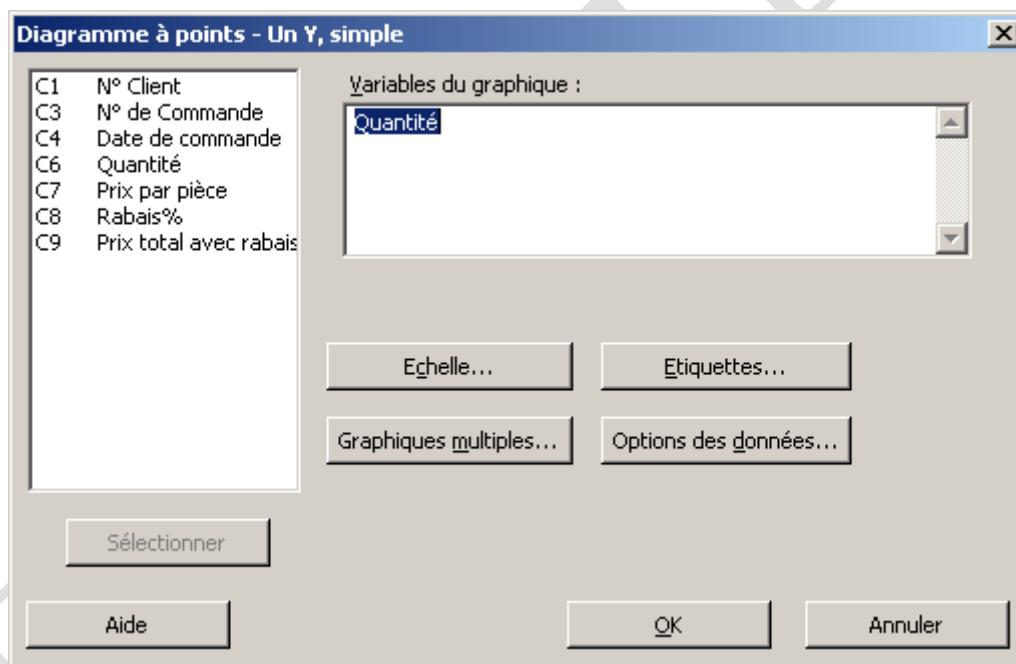 Diagramme à points - Un Y, simple
C1 N° Client
C3 N° de Commande
C4 Date de commande
C6 Quantité
C7 Prix par pièce
C8 Rabais%
C9 Prix total avec rabais
Variables du graphique :
Quantité
Echelle...
Etiquettes...
Graphiques multiples...
Options des données...
Sélectionner
Aide
OK
Annuler